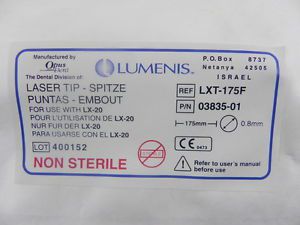 Manufactured by
Opus
DENT
The Dental Division of:
LUMENIS
P.O.Box 8737
Netanya 42505
ISRAEL
LASER TIP - SPITZE
PUNTAS - EMBOUT
FOR USE WITH LX-20
POUR L'UTILISATION DE LX-20
NUR FUR DER LX-20
PARA USARSE CON EL LX-20
LOT 400152
NON STERILE
REF LXT-175F
P/N 03835-01
175mm 0.8mm
CE 0473
Refer to user's manual
before use